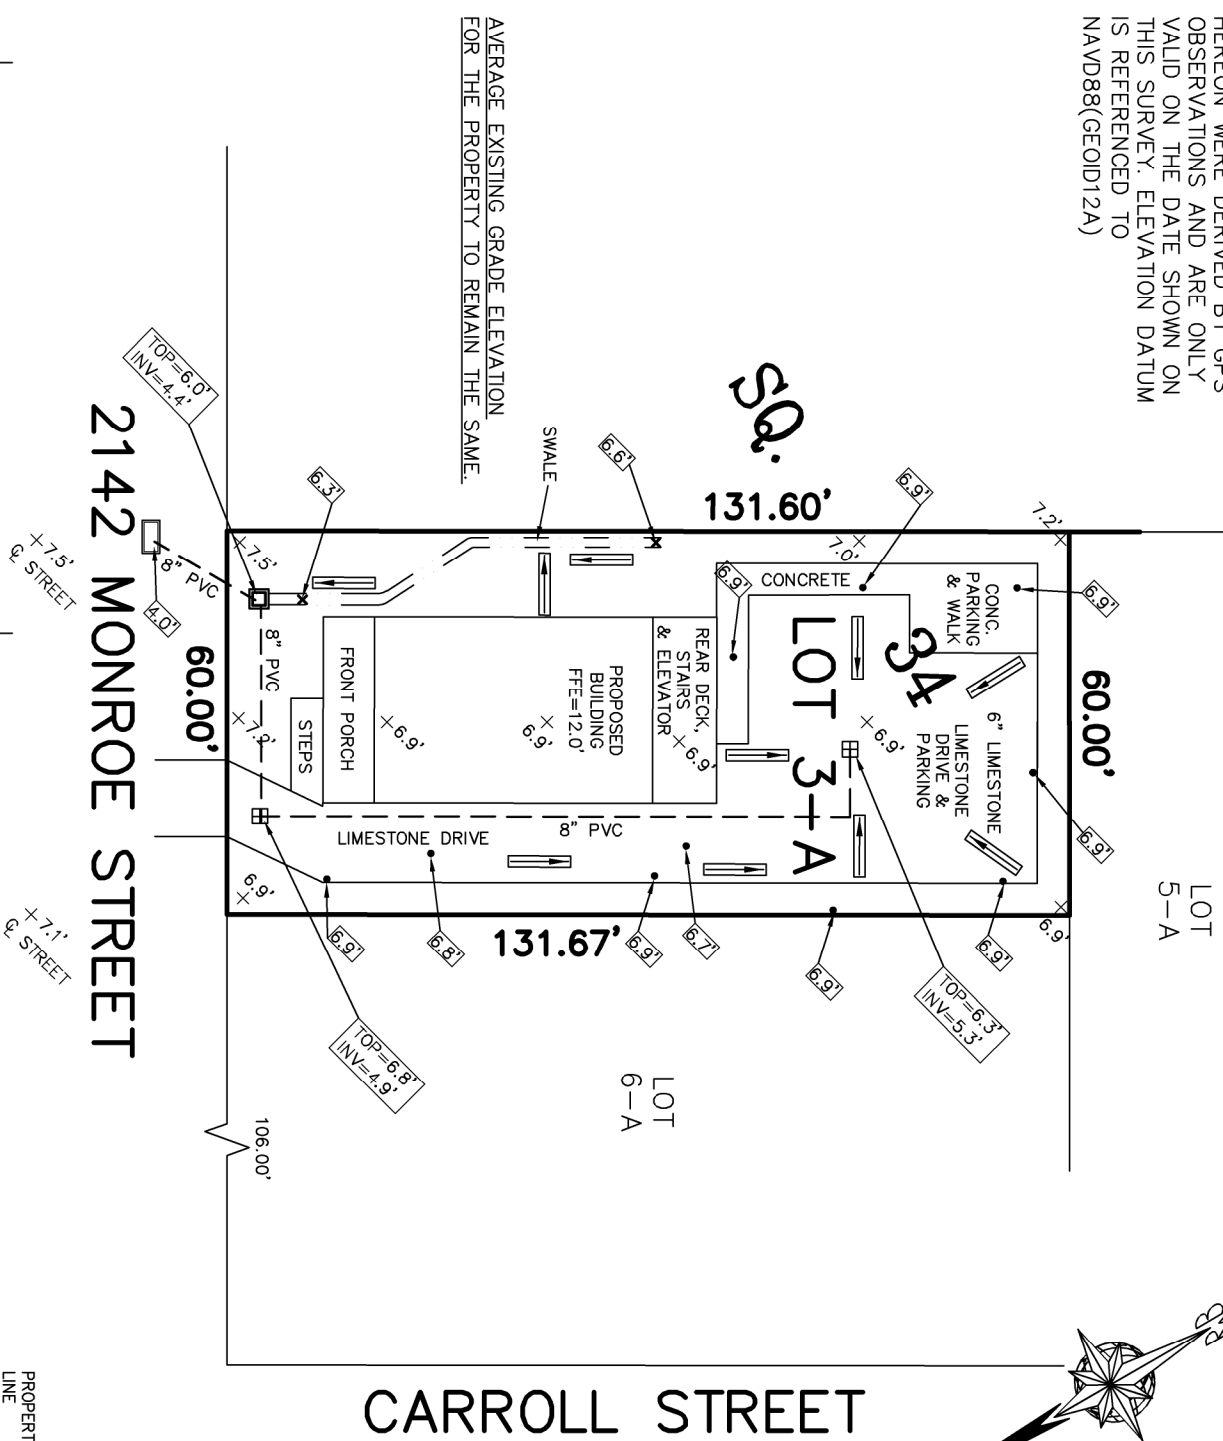 HEREON WERE DERIVED BY GPS
OBSERVATIONS AND ARE ONLY
VALID ON THE DATE SHOWN ON
THIS SURVEY. ELEVATION DATUM
IS REFERENCED TO
NAVD88(GEOID12A)
AVERAGE EXISTING GRADE ELEVATION
FOR THE PROPERTY TO REMAIN THE SAME.
SQ.
34
LOT 3-A
131.60'
60.00'
131.67'
60.00'
7.2'
7.0'
6.9'
6.9'
6.9'
6.6'
SWALE
6.3'
TOP=6.0'
INV=4.4'
CONCRETE
CONC.
PARKING
& WALK
6" LIMESTONE
LIMESTONE
DRIVE &
PARKING
6.9'
REAR DECK,
STAIRS
& ELEVATOR
6.9'
PROPOSED
BUILDING
FFE=12.0'
6.9'
6.9'
FRONT PORCH
STEPS
7.5'
7.2'
6.9'
8" PVC
8" PVC
8" PVC
4.0'
LIMESTONE DRIVE
6.9'
6.9'
6.9'
6.9'
6.7'
6.9'
6.8'
6.9'
TOP=6.3'
INV=5.3'
TOP=6.8'
INV=4.9'
+7.5'
℄ STREET
+7.1'
℄ STREET
2142 MONROE STREET
LOT
5-A
LOT
6-A
106.00'
CARROLL STREET
PROPERT
LINE